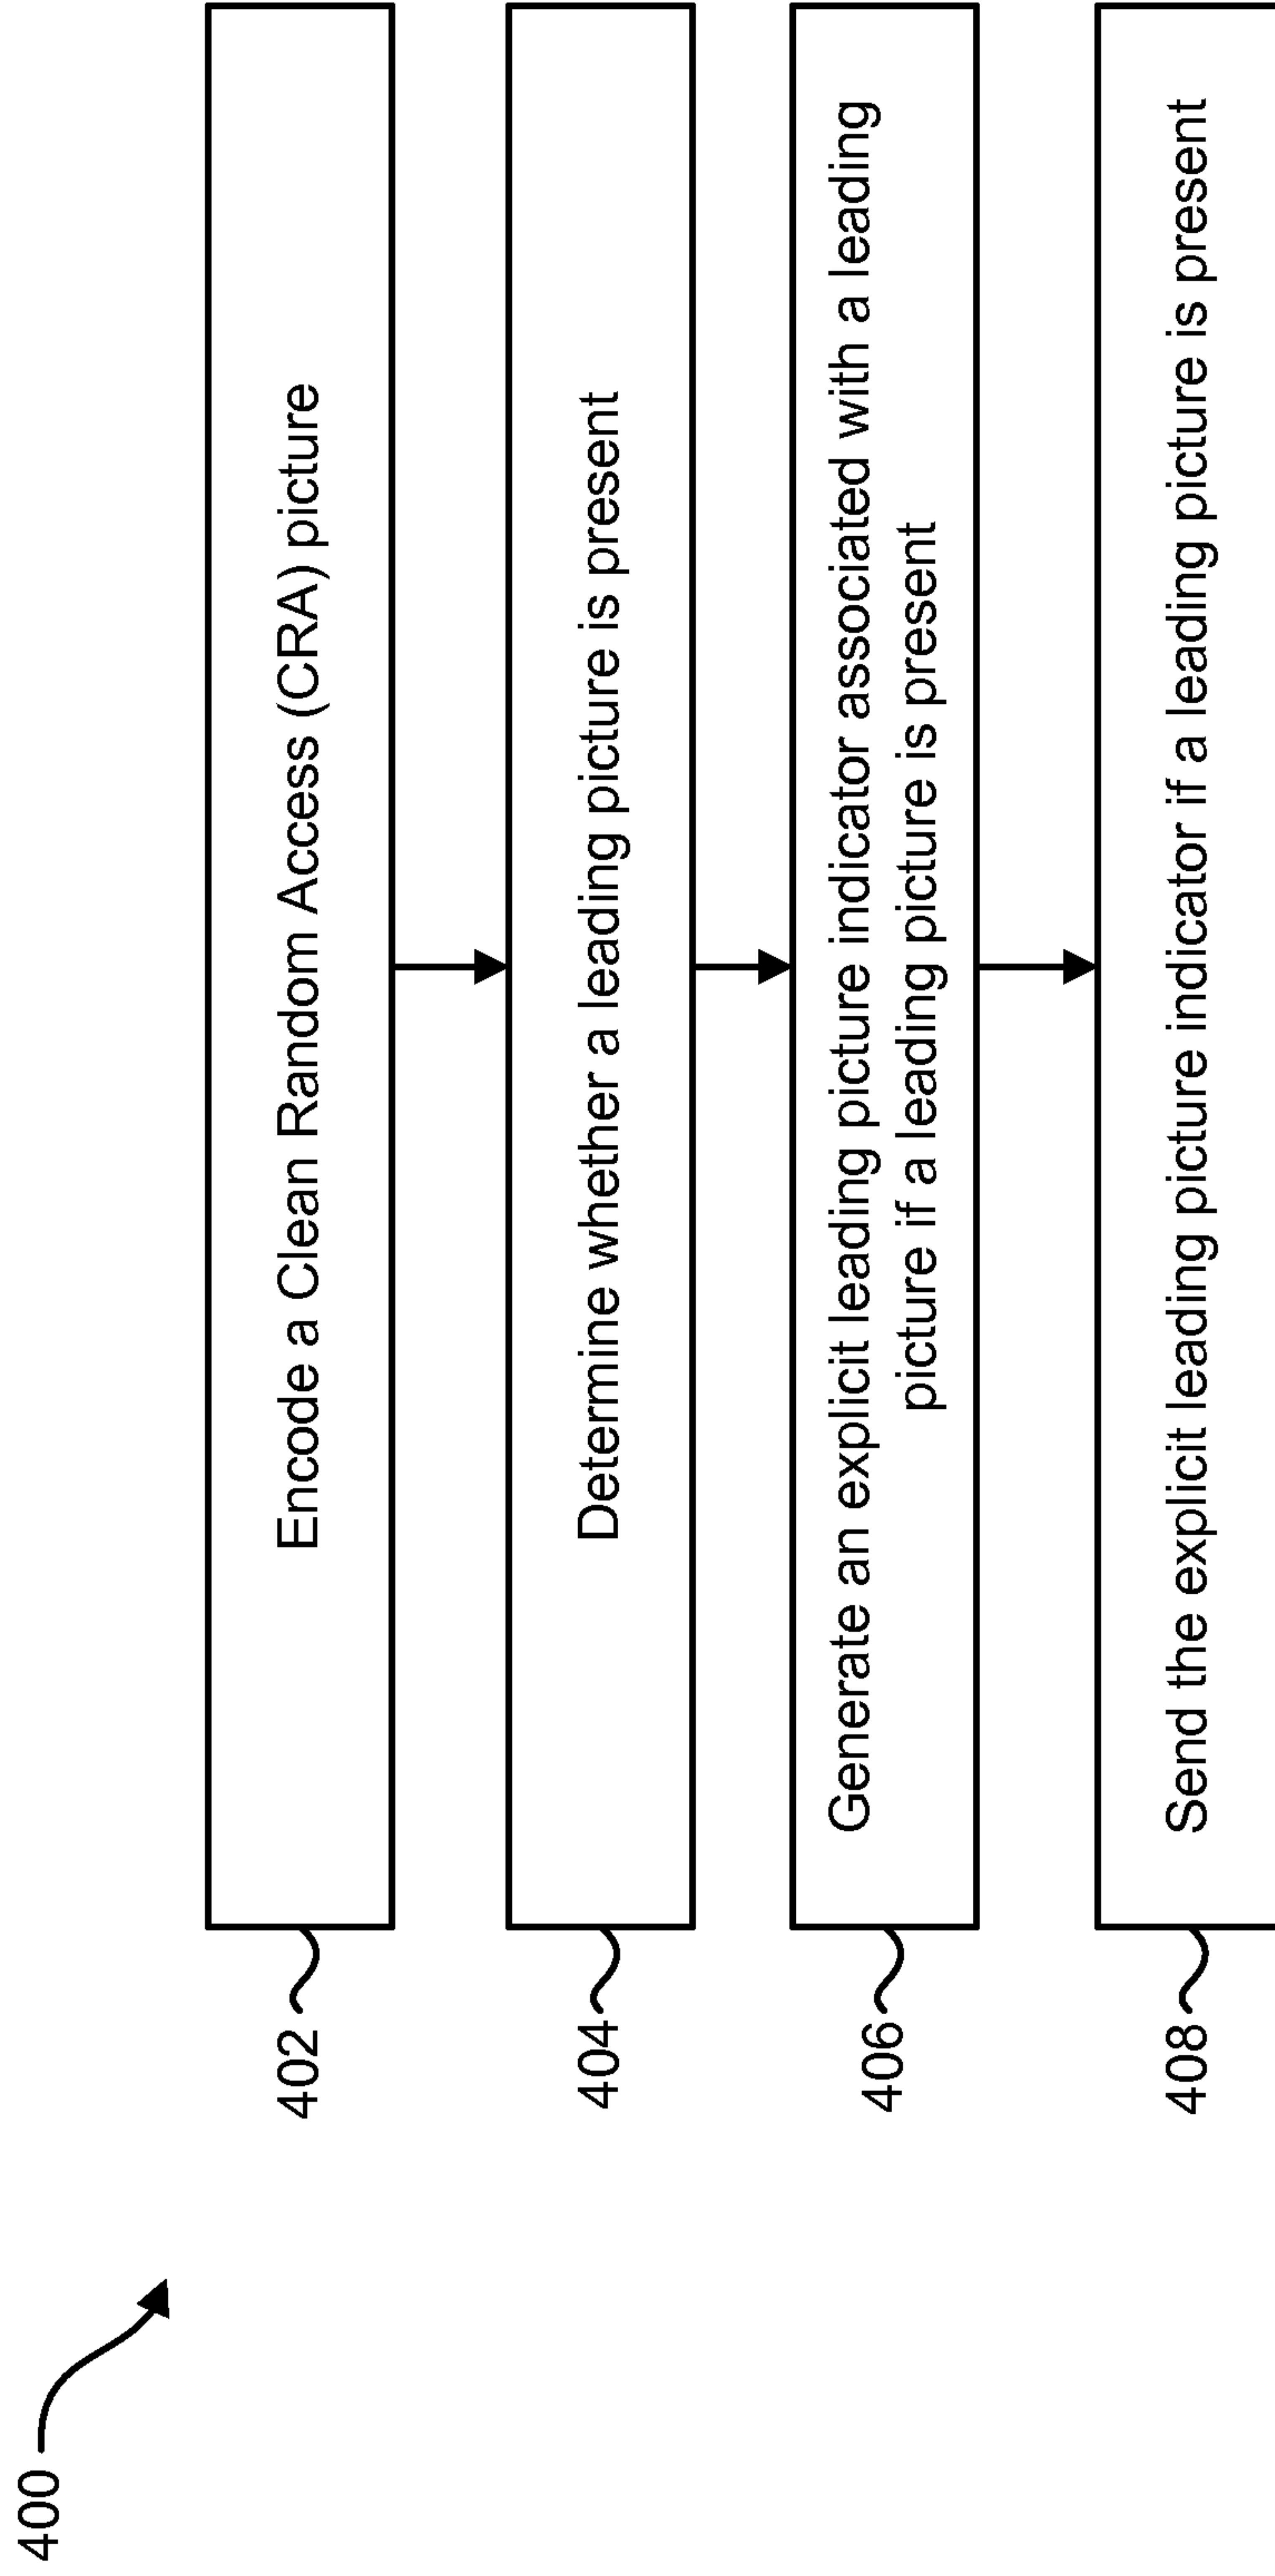 400
402
Encode a Clean Random Access (CRA) picture
404
Determine whether a leading picture is present
406
Generate an explicit leading picture indicator associated with a leading
picture if a leading picture is present
408
Send the explicit leading picture indicator if a leading picture is present